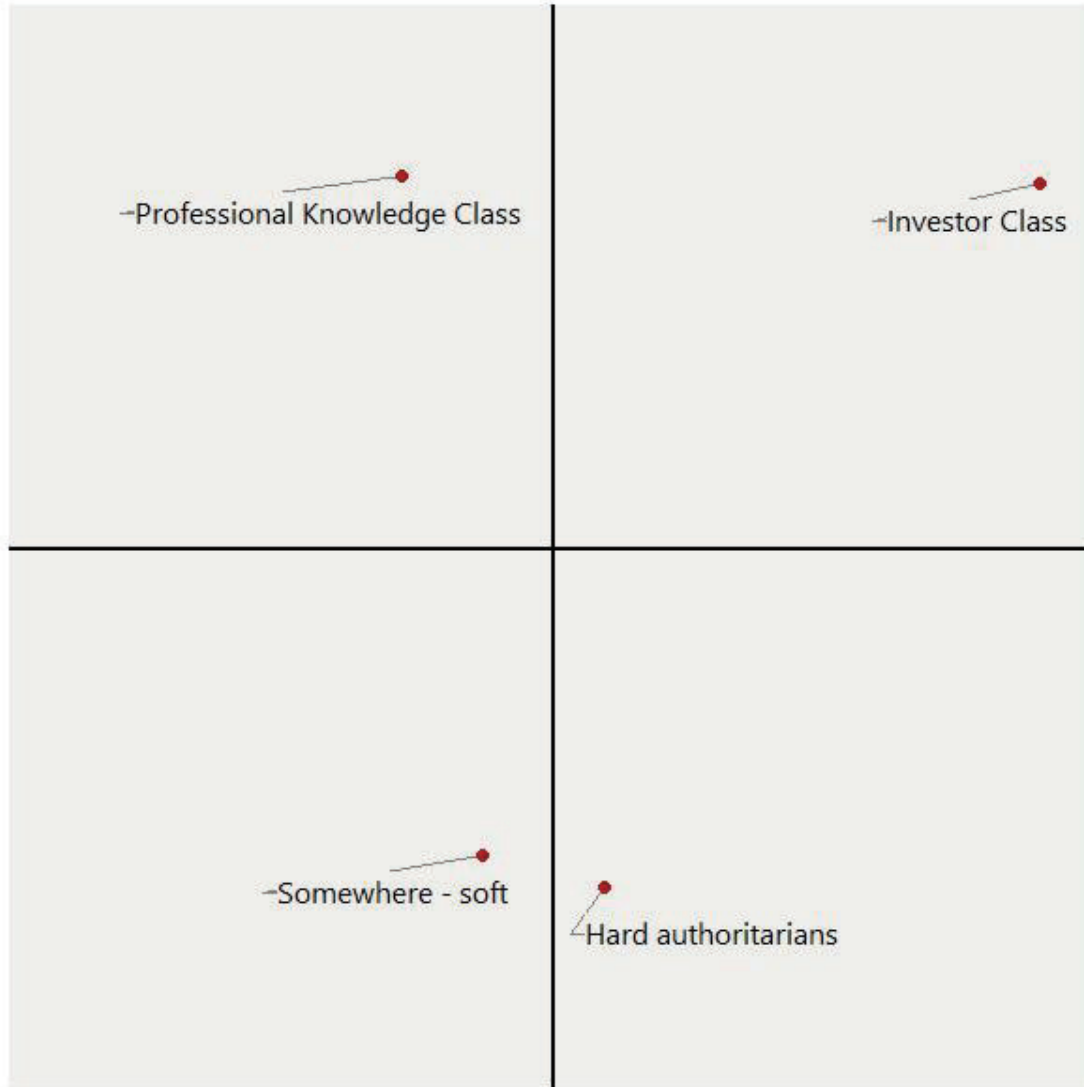 Professional Knowledge Class
Investor Class
Somewhere - soft
Hard authoritarians